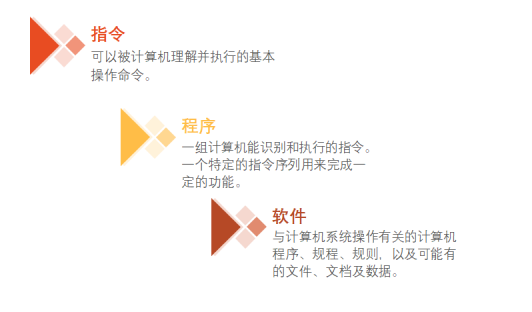 指令
可以被计算机理解并执行的基本
操作命令。
程序
一组计算机能识别和执行的指令。
一个特定的指令序列用来完成一
定的功能。
软件
与计算机系统操作有关的计算机
程序、规程、规则，以及可能有
的文件、文档及数据。